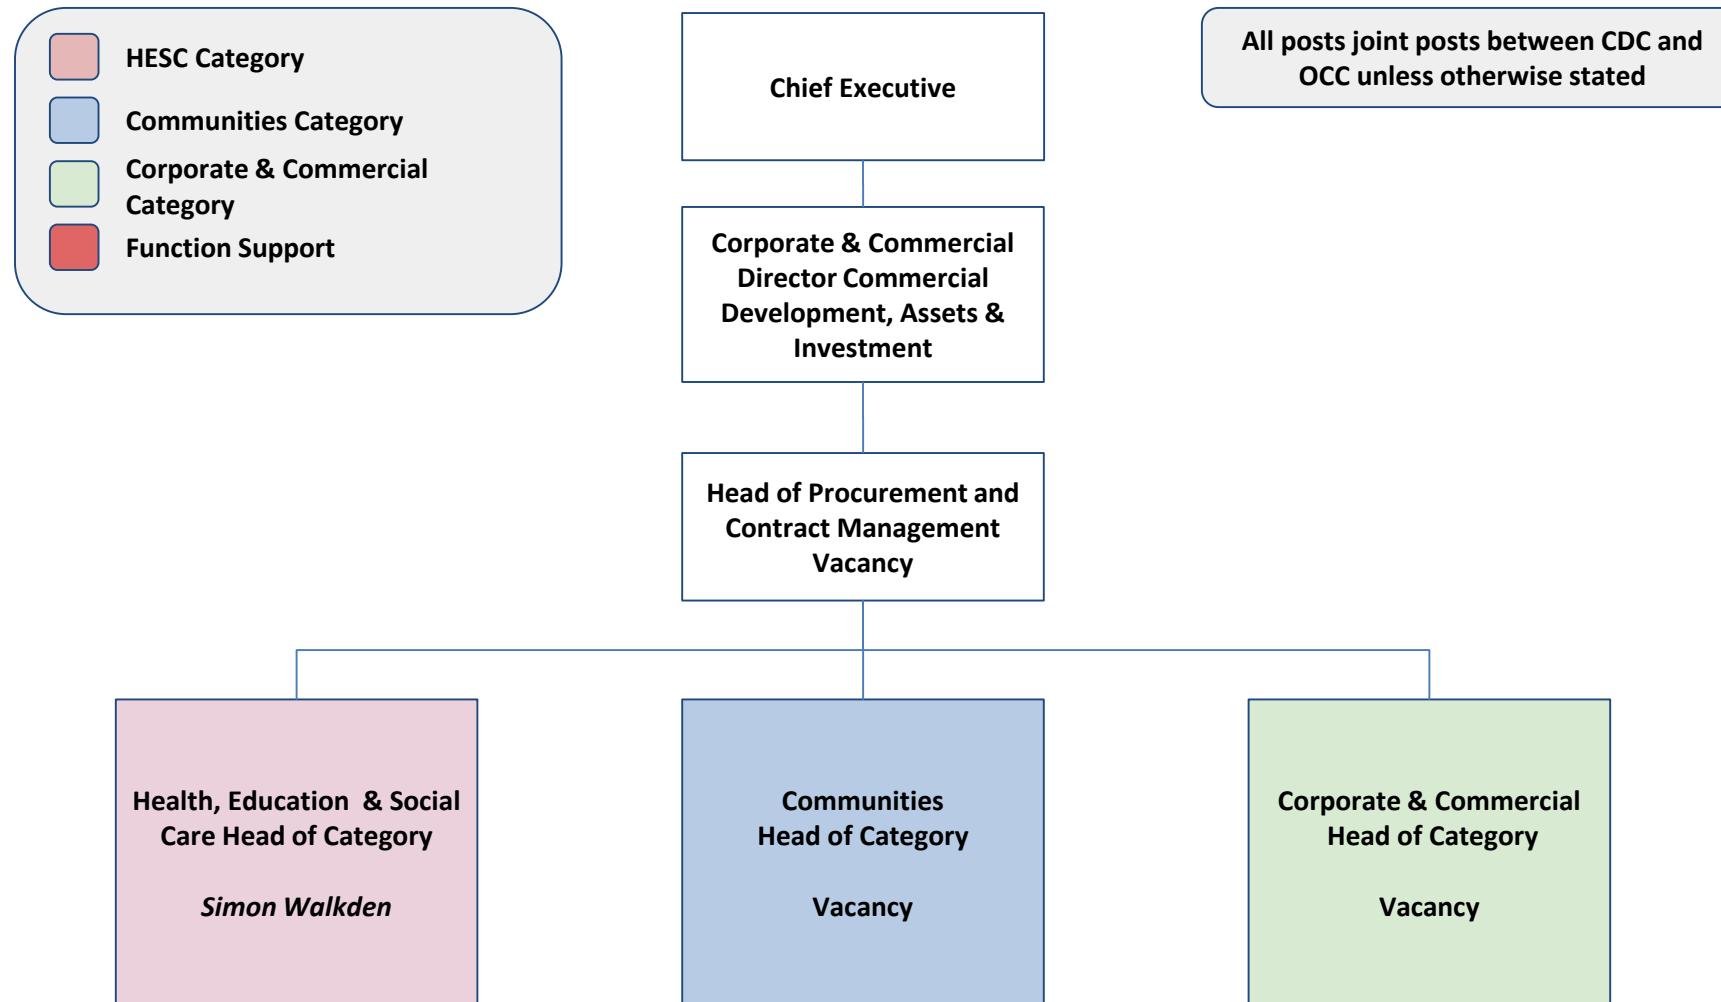 HESC Category
Communities Category
Corporate & Commercial
Category
Function Support
Chief Executive
All posts joint posts between CDC and
OCC unless otherwise stated
Corporate & Commercial
Director Commercial
Development, Assets &
Investment
Head of Procurement and
Contract Management
Vacancy
Health, Education  & Social
Care Head of Category
Simon Walkden
Communities
Head of Category
Vacancy
Corporate & Commercial
Head of Category
Vacancy